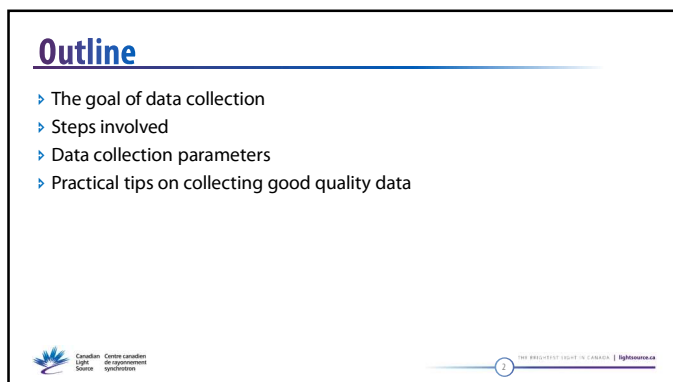 Outline
The goal of data collection
Steps involved
Data collection parameters
Practical tips on collecting good quality data
Canadian Centre canadien
Light de rayonnement
Source synchrotron
2
THE BRIGHTEST LIGHT IN CANADA | lightsource.ca